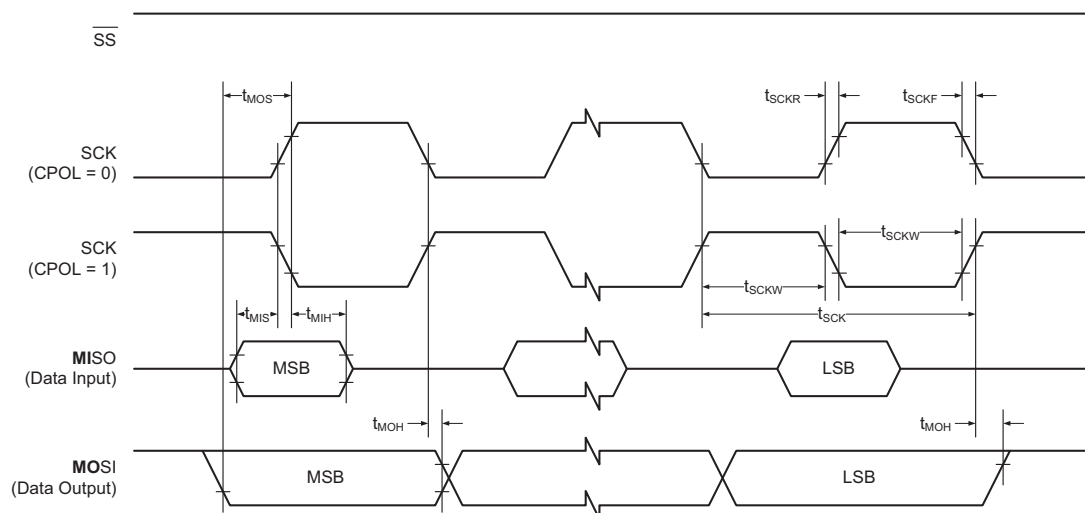 SS
tMOS
tSCKR
tSCKF
SCK
(CPOL = 0)
SCK
(CPOL = 1)
tSCKW
tSCKW
tSCK
tMIS
tMIH
MISO
(Data Input)
MSB
LSB
tMOH
tMOH
MOSI
(Data Output)
MSB
LSB